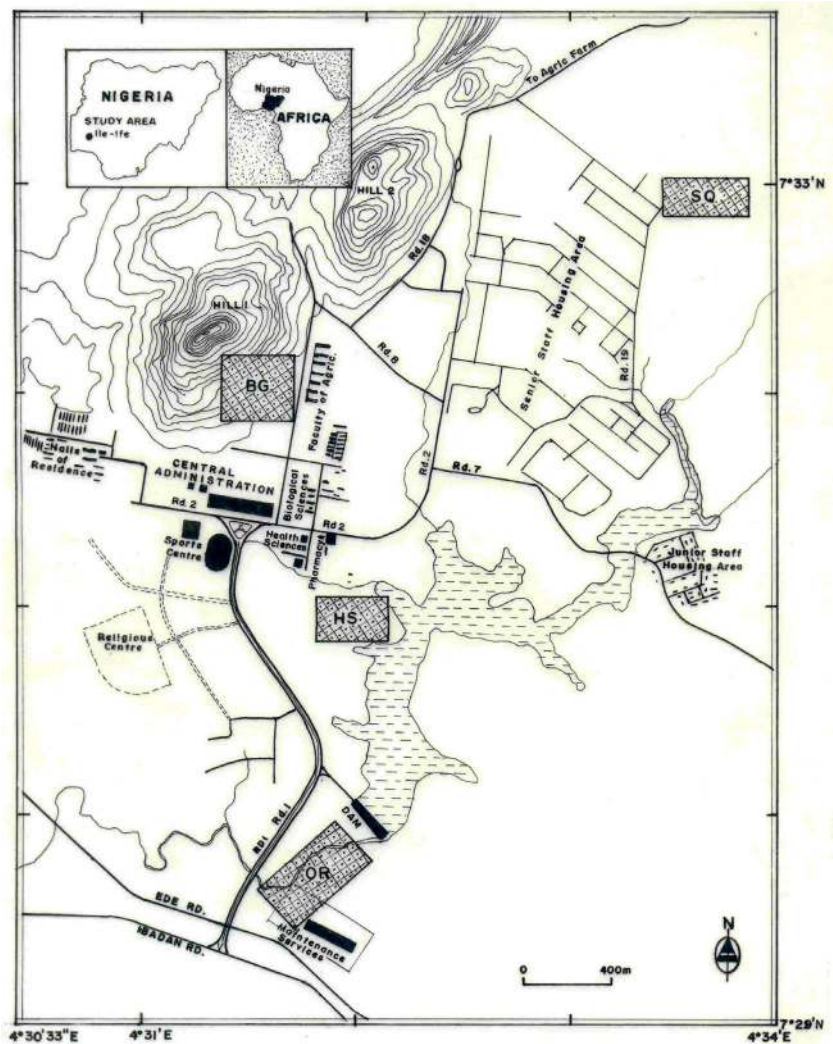 To Agric Farm
NIGERIA
STUDY AREA
Ile-Ife
Nigeria
AFRICA
HILL 2
SQ
7°33'N
Rd. 18
Senior Staff Housing Area
HILL 1
Rd. 8
Rd. 19
BG
Faculty of Agric.
Halls
of
Residence
CENTRAL
ADMINISTRATION
Rd. 2
Rd. 7
Biological
Sciences
Rd. 2
Rd 2
Sports
Centre
Health
Sciences
Pharmacy
Junior Staff
Housing Area
HS
Religious
Centre
DAM
RD1 Rd.1
OR
EDE RD.
IBADAN RD.
Maintenance
Services
N
0 400m
7°29'N
4°30'33"E
4°31'E
4°34'E